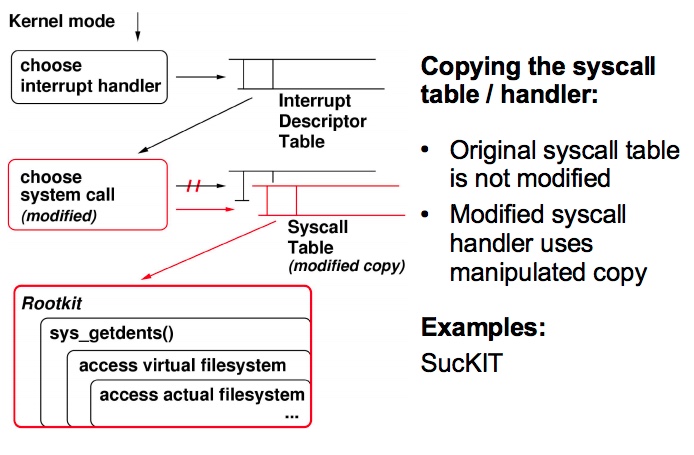 Kernel mode
choose
interrupt handler
Interrupt
Descriptor
Table
choose
system call
(modified)
Syscall
Table
(modified copy)
Rootkit
sys_getdents()
access virtual filesystem
access actual filesystem
...
Copying the syscall
table / handler:
• Original syscall table
is not modified
• Modified syscall
handler uses
manipulated copy
Examples:
SucKIT